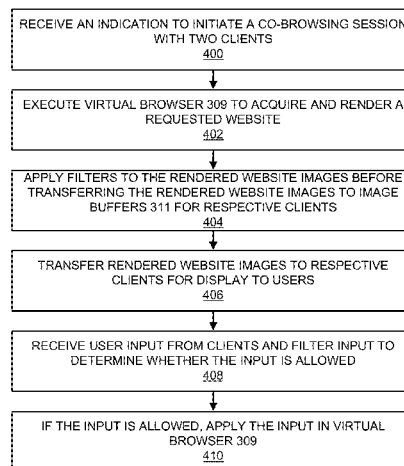 RECEIVE AN INDICATION TO INITIATE A CO-BROWSING SESSION
WITH TWO CLIENTS
400
EXECUTE VIRTUAL BROWSER 309 TO ACQUIRE AND RENDER A
REQUESTED WEBSITE
402
APPLY FILTERS TO THE RENDERED WEBSITE IMAGES BEFORE
TRANSFERRING THE RENDERED WEBSITE IMAGES TO IMAGE
BUFFERS 311 FOR RESPECTIVE CLIENTS
404
TRANSFER RENDERED WEBSITE IMAGES TO RESPECTIVE
CLIENTS FOR DISPLAY TO USERS
406
RECEIVE USER INPUT FROM CLIENTS AND FILTER INPUT TO
DETERMINE WHETHER THE INPUT IS ALLOWED
408
IF THE INPUT IS ALLOWED, APPLY THE INPUT IN VIRTUAL
BROWSER 309
410